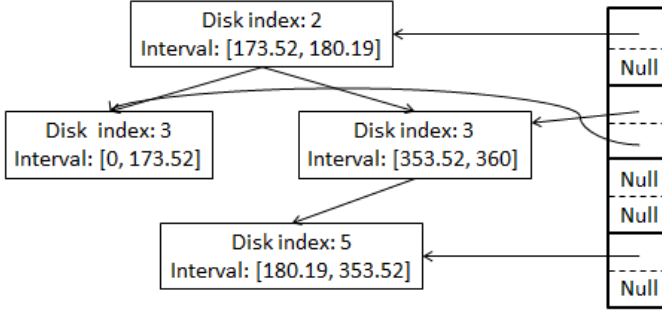 Disk index: 2
Interval: [173.52, 180.19]
Null
Disk index: 3
Interval: [0, 173.52]
Disk index: 3
Interval: [353.52, 360]
Null
Null
Disk index: 5
Interval: [180.19, 353.52]
Null